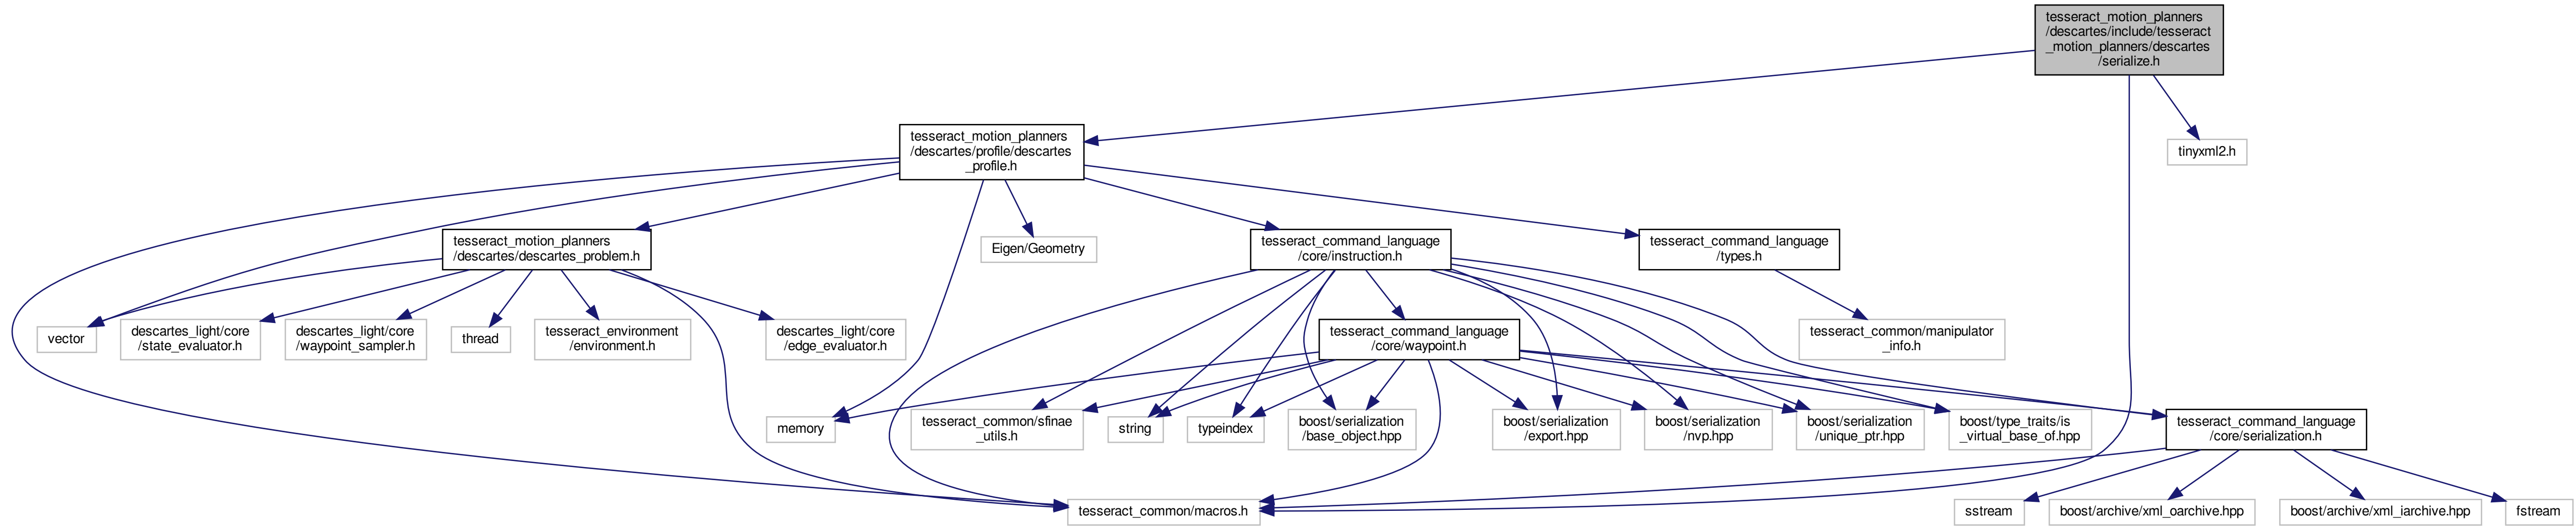 tesseract_motion_planners
/descartes/include/tesseract
_motion_planners/descartes
/serialize.h
tesseract_motion_planners
/descartes/profile/descartes
_profile.h
tinyxml2.h
tesseract_motion_planners
/descartes/descartes_problem.h
Eigen/Geometry
tesseract_command_language
/core/instruction.h
tesseract_command_language
/types.h
vector
descartes_light/core
/state_evaluator.h
descartes_light/core
/waypoint_sampler.h
thread
tesseract_environment
/environment.h
descartes_light/core
/edge_evaluator.h
tesseract_command_language
/core/waypoint.h
tesseract_common/manipulator
_info.h
memory
tesseract_common/sfinae
_utils.h
string
typeindex
boost/serialization
/base_object.hpp
boost/serialization
/export.hpp
boost/serialization
/nvp.hpp
boost/serialization
/unique_ptr.hpp
boost/type_traits/is
_virtual_base_of.hpp
tesseract_command_language
/core/serialization.h
tesseract_common/macros.h
sstream
boost/archive/xml_oarchive.hpp
boost/archive/xml_iarchive.hpp
fstream